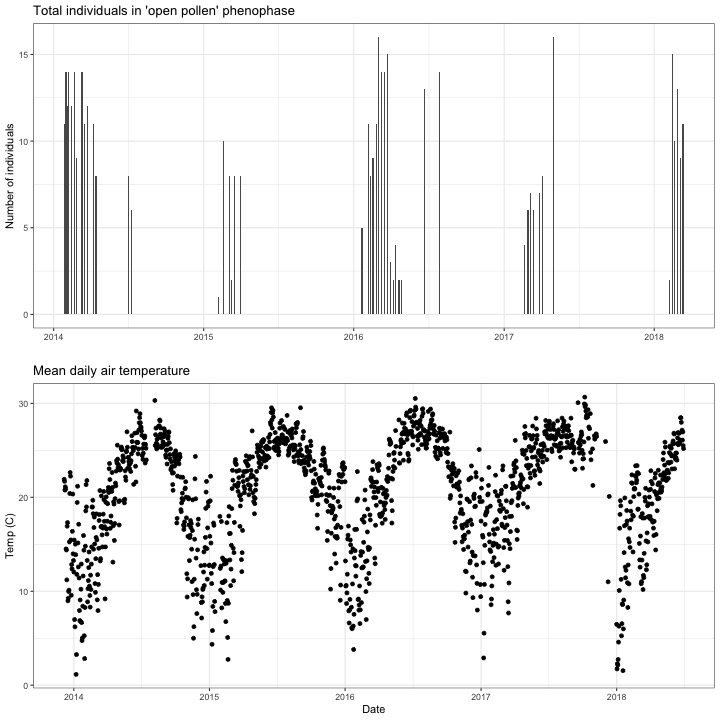 Total individuals in 'open pollen' phenophase
Number of individuals
15
10
5
0
2014 2015 2016 2017 2018
Mean daily air temperature
Temp (C)
30
20
10
0
2014 2015 2016 2017 2018
Date